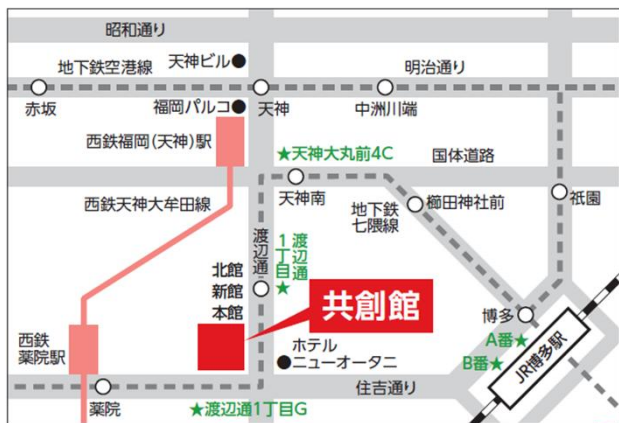 昭和通り
天神ビル
地下鉄空港線
明治通り
赤坂
福岡パルコ
天神
中洲川端
西鉄福岡(天神)駅
★天神大丸前4C
国体道路
西鉄天神大牟田線
天神南
地下鉄
七隈線
櫛田神社前
祇園
渡辺通
渡辺通
1丁目
★
北館
新館
本館
共創館
博多
A番★
B番★
JR博多駅
西鉄
薬院駅
ホテル
ニューオータニ
住吉通り
薬院
★渡辺通1丁目G